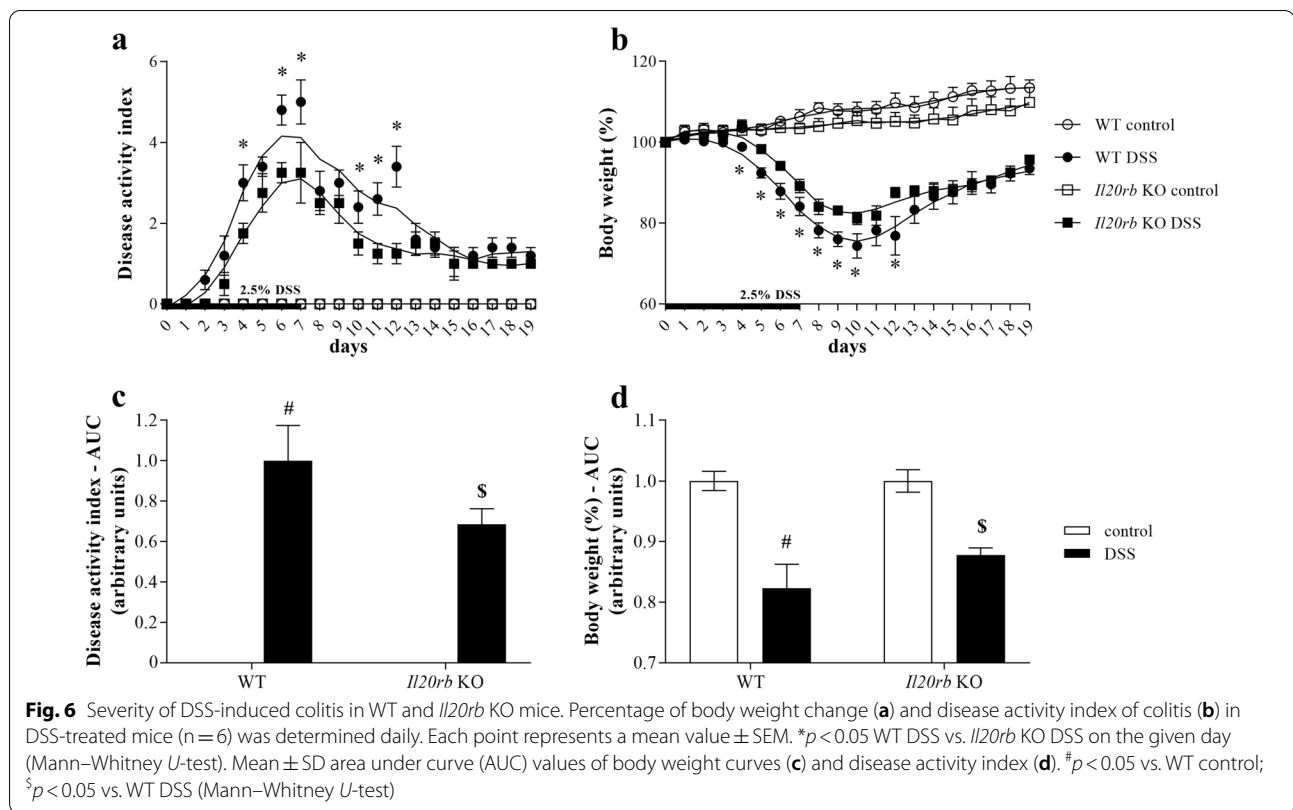 a
6
4
2
0
Disease activity index
* * * * * *
2.5% DSS
0 1 2 3 4 5 6 7 8 9 10 11 12 13 14 15 16 17 18 19
days
b
120
100
80
60
Body weight (%)
* * * * * * * *
2.5% DSS
0 1 2 3 4 5 6 7 8 9 10 11 12 13 14 15 16 17 18 19
days
WT control
WT DSS
Il20rb KO control
Il20rb KO DSS
c
1.2
1.0
0.8
0.6
0.4
0.2
0
Disease activity index - AUC
(arbitrary units)
#
$
WT Il20rb KO
d
1.1
1.0
0.9
0.8
0.7
Body weight (%) - AUC
(arbitrary units)
#
$
WT Il20rb KO
control
DSS
Fig. 6 Severity of DSS-induced colitis in WT and Il20rb KO mice. Percentage of body weight change (a) and disease activity index of colitis (b) in
DSS-treated mice (n = 6) was determined daily. Each point represents a mean value ± SEM. *p < 0.05 WT DSS vs. Il20rb KO DSS on the given day
(Mann–Whitney U-test). Mean ± SD area under curve (AUC) values of body weight curves (c) and disease activity index (d). #p < 0.05 vs. WT control;
$p < 0.05 vs. WT DSS (Mann–Whitney U-test)